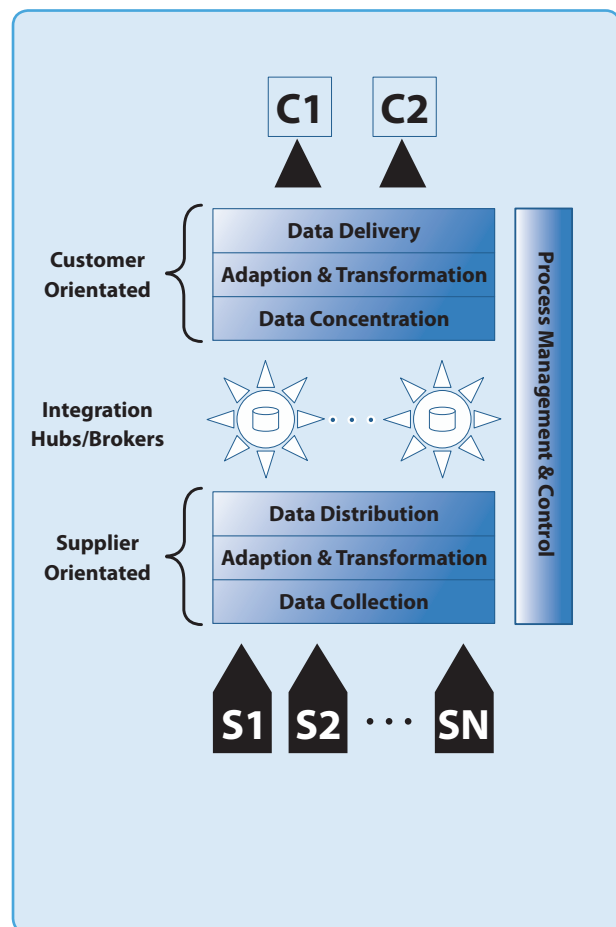 C1
C2
Customer
Orientated
Data Delivery
Adaption & Transformation
Data Concentration
Process Management & Control
Integration
Hubs/Brokers
. . .
Supplier
Orientated
Data Distribution
Adaption & Transformation
Data Collection
S1
S2
. . .
SN